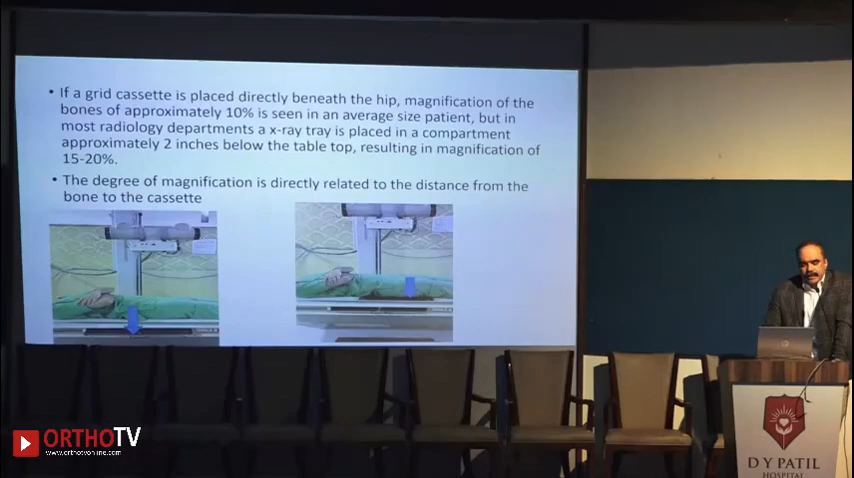 • If a grid cassette is placed directly beneath the hip, magnification of the
bones of approximately 10% is seen in an average size patient, but in
most radiology departments a x-ray tray is placed in a compartment
approximately 2 inches below the table top, resulting in magnification of
15-20%.
• The degree of magnification is directly related to the distance from the
bone to the cassette
ORTHOTV
www.orthotvonline.com
D Y PATIL
HOSPITAL